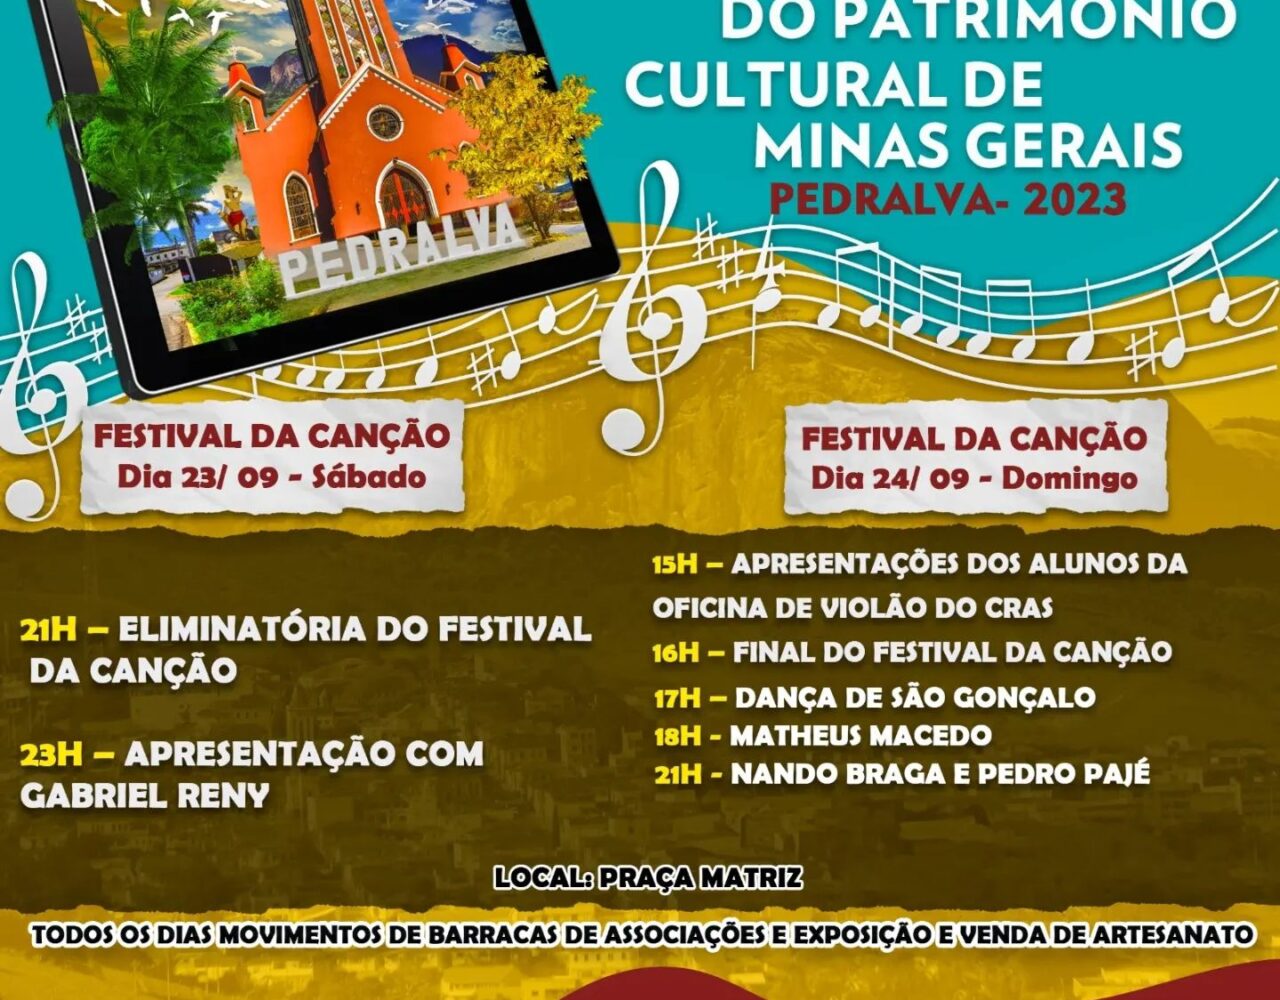 DO PATRIMÔNIO
CULTURAL DE
MINAS GERAIS
PEDRALVA- 2023
PEDRALVA
FESTIVAL DA CANÇÃO
Dia 23/ 09 - Sábado
21H – ELIMINATÓRIA DO FESTIVAL
DA CANÇÃO
23H – APRESENTAÇÃO COM
GABRIEL RENY
FESTIVAL DA CANÇÃO
Dia 24/ 09 - Domingo
15H – APRESENTAÇÕES DOS ALUNOS DA
OFICINA DE VIOLÃO DO CRAS
16H – FINAL DO FESTIVAL DA CANÇÃO
17H – DANÇA DE SÃO GONÇALO
18H - MATHEUS MACEDO
21H - NANDO BRAGA E PEDRO PAJÉ
LOCAL: PRAÇA MATRIZ
TODOS OS DIAS MOVIMENTOS DE BARRACAS DE ASSOCIAÇÕES E EXPOSIÇÃO E VENDA DE ARTESANATO